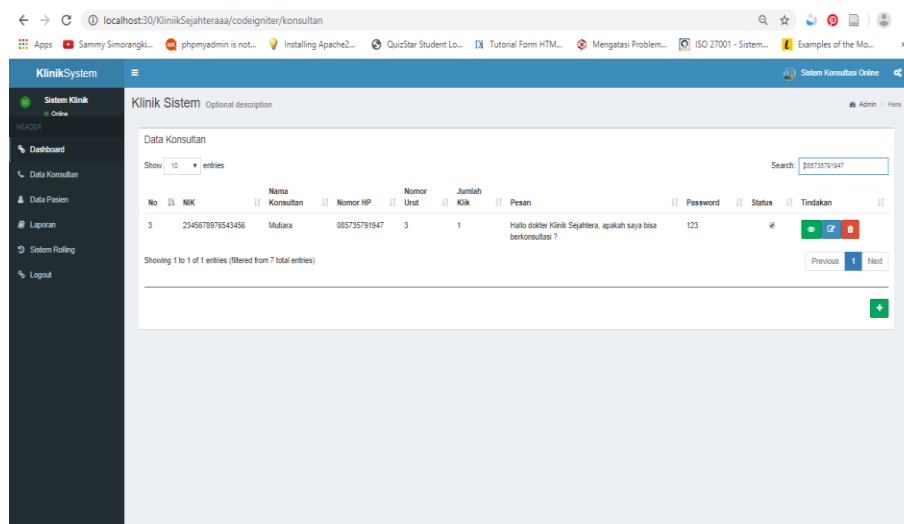 localhost:30/KliniikSejahteraaa/codeigniter/konsultan
Apps Sammy Simorangki... phpmyadmin is not... Installing Apache2... QuizStar Student Lo... Tutorial Form HTM... Mengatasi Problem... ISO 27001 - Sistem... Examples of the Mo...
KlinikSystem
Sistem Konsultasi Online
Sistem Klinik
Online
Klinik Sistem Optional description
Admin > Here
HEADER
Dashboard
Data Konsultan
Data Pasien
Laporan
Sistem Rolling
Logout
Data Konsultan
Show 10 entries
Search: 085735791947
No NIK Nama Konsultan Nomor HP Nomor Urut Jumlah Klik Pesan Password Status Tindakan
3 2345678976543456 Mutiara 085735791947 3 1 Hallo dokter Klinik Sejahtera, apakah saya bisa 123
berkonsultasi ?
Showing 1 to 1 of 1 entries (filtered from 7 total entries)
Previous 1 Next